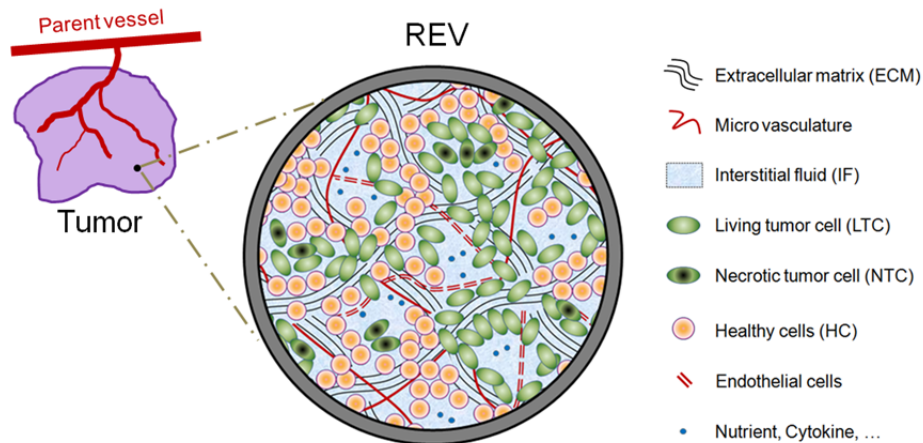 Parent vessel
Tumor
REV
Extracellular matrix (ECM)
Micro vasculature
Interstitial fluid (IF)
Living tumor cell (LTC)
Necrotic tumor cell (NTC)
Healthy cells (HC)
Endothelial cells
Nutrient, Cytokine, ...